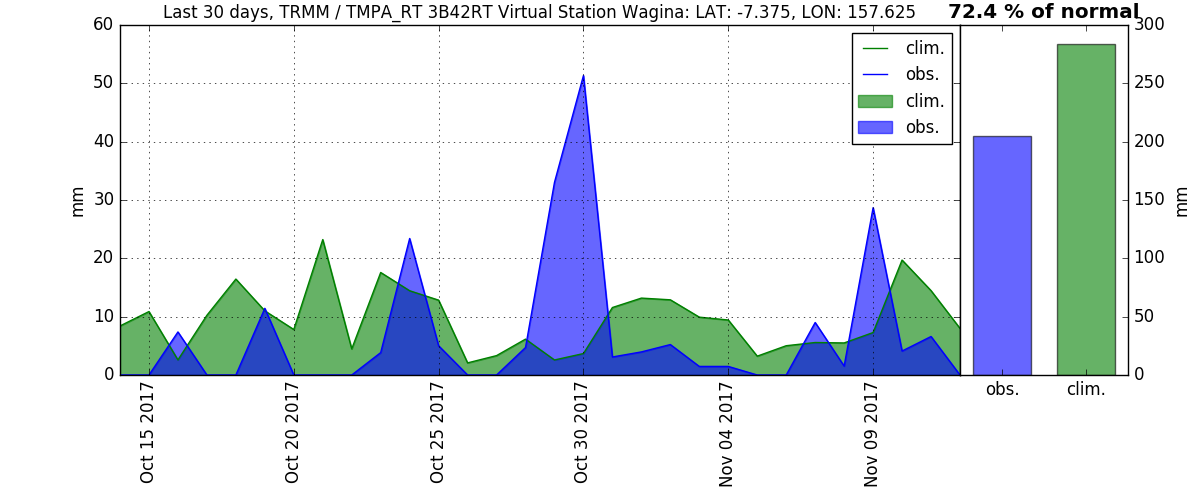 Last 30 days, TRMM / TMPA_RT 3B42RT Virtual Station Wagina: LAT: -7.375, LON: 157.625
72.4 % of normal
60
50
40
30
20
10
0
mm
clim.
obs.
clim.
obs.
300
250
200
150
100
50
0
mm
Oct 15 2017
Oct 20 2017
Oct 25 2017
Oct 30 2017
Nov 04 2017
Nov 09 2017
obs.
clim.